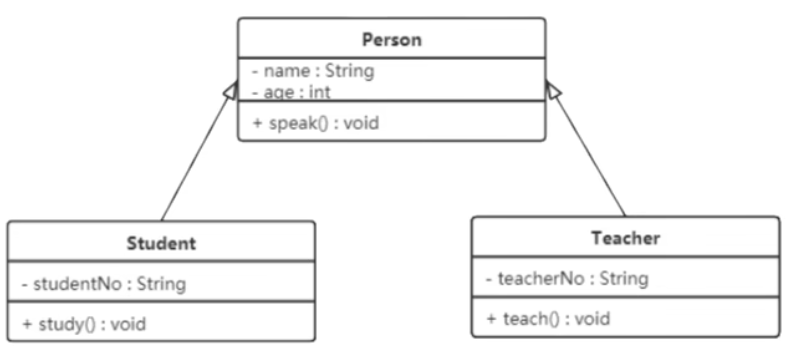 Person
- name : String
- age : int
+ speak() : void
Student
- studentNo : String
+ study() : void
Teacher
- teacherNo : String
+ teach() : void